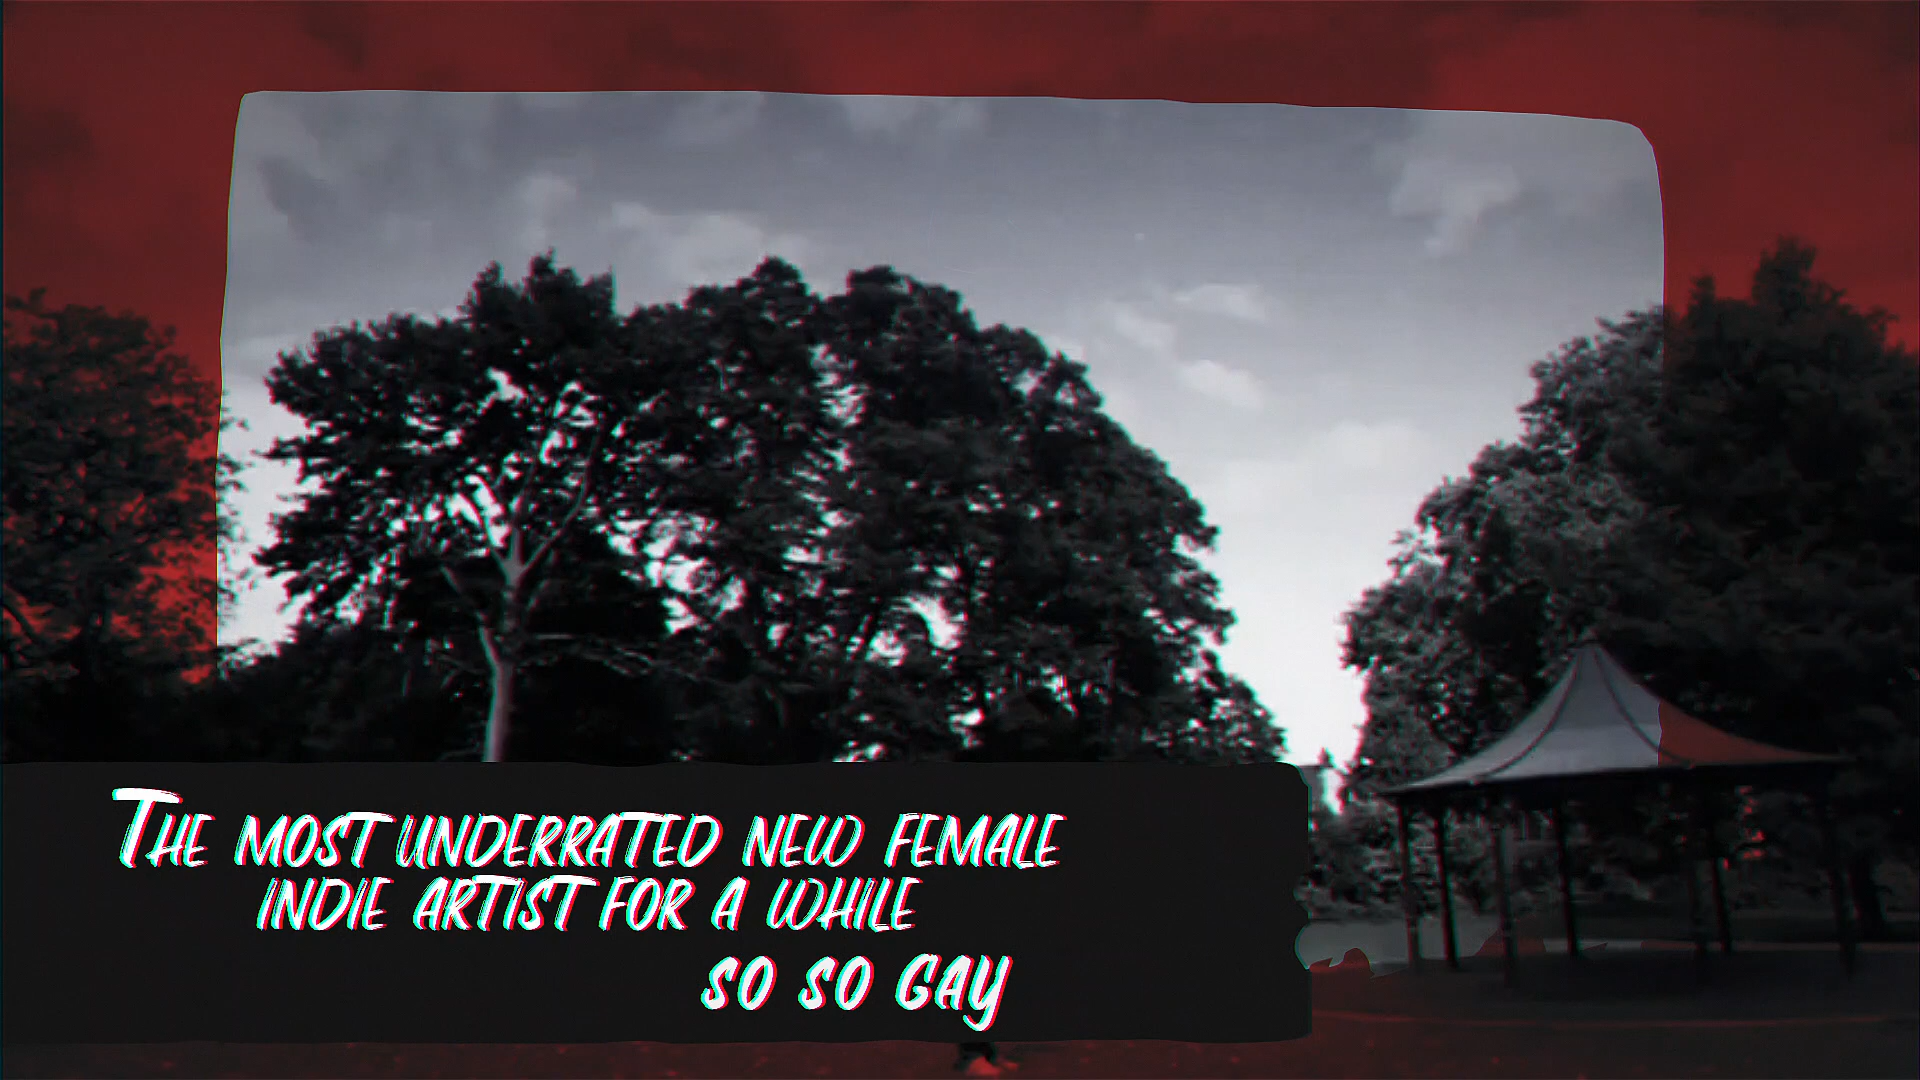 The most underrated new female
indie artist for a while
so so gay